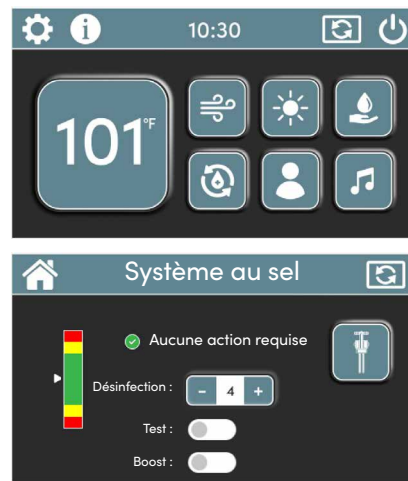 10:30
101°F
Système au sel
Aucune action requise
Désinfection :
- 4 +
Test :
Boost :